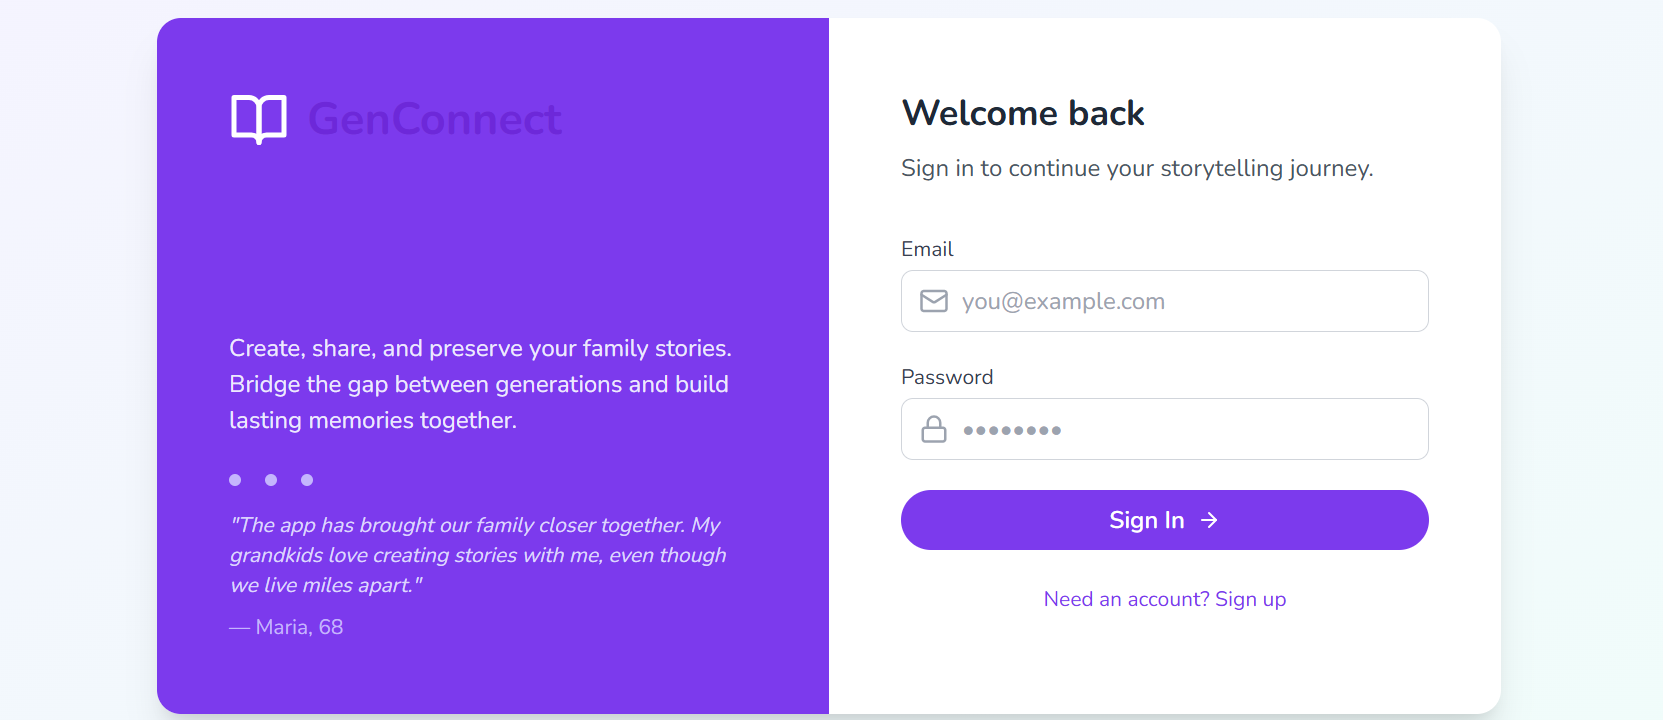 GenConnect
Create, share, and preserve your family stories.
Bridge the gap between generations and build
lasting memories together.
"The app has brought our family closer together. My
grandkids love creating stories with me, even though
we live miles apart."
— Maria, 68
Welcome back
Sign in to continue your storytelling journey.
Email
you@example.com
Password
••••••••
Sign In →
Need an account? Sign up